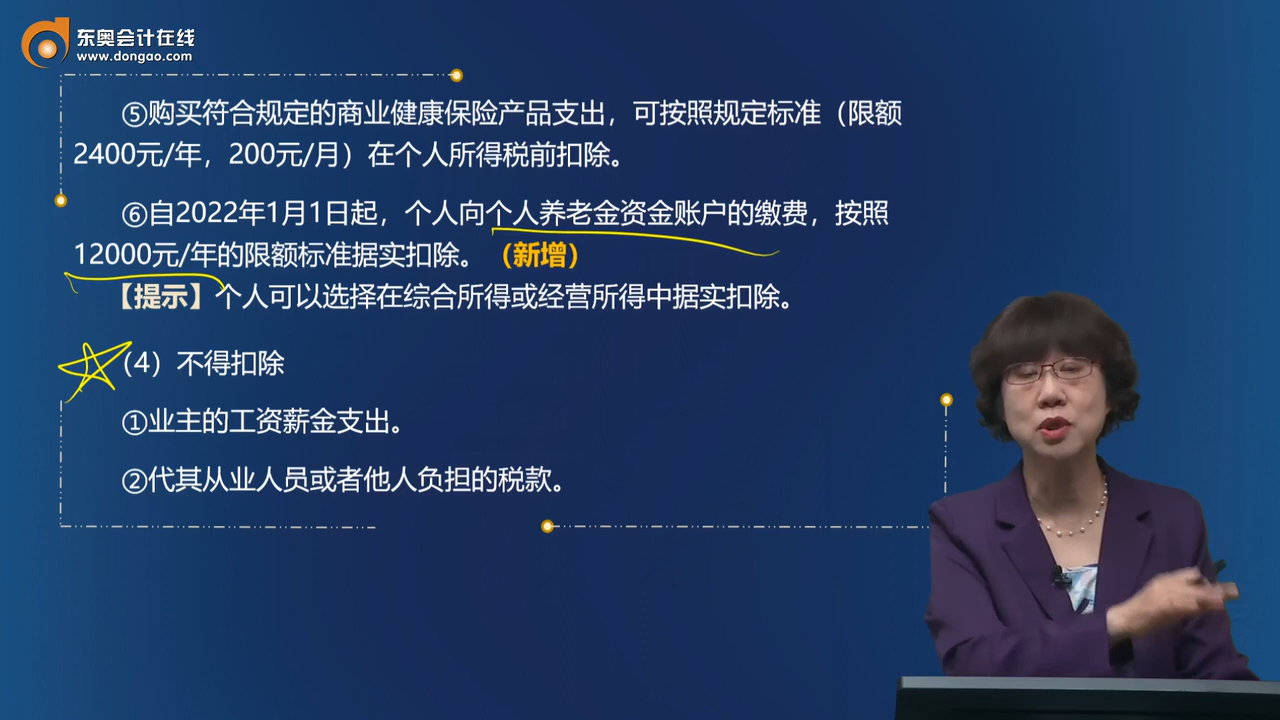 东奥会计在线
www.dongao.com
⑤购买符合规定的商业健康保险产品支出，可按照规定标准（限额
2400元/年，200元/月）在个人所得税前扣除。
⑥自2022年1月1日起，个人向个人养老金资金账户的缴费，按照
12000元/年的限额标准据实扣除。（新增）
【提示】个人可以选择在综合所得或经营所得中据实扣除。
（4）不得扣除
①业主的工资薪金支出。
②代其从业人员或者他人负担的税款。